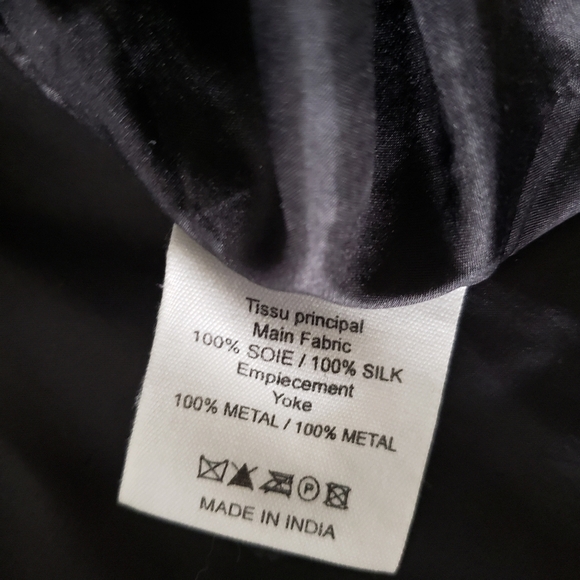 Tissu principal
Main Fabric
100% SOIE / 100% SILK
Empiecement
Yoke
100% METAL / 100% METAL
P
MADE IN INDIA